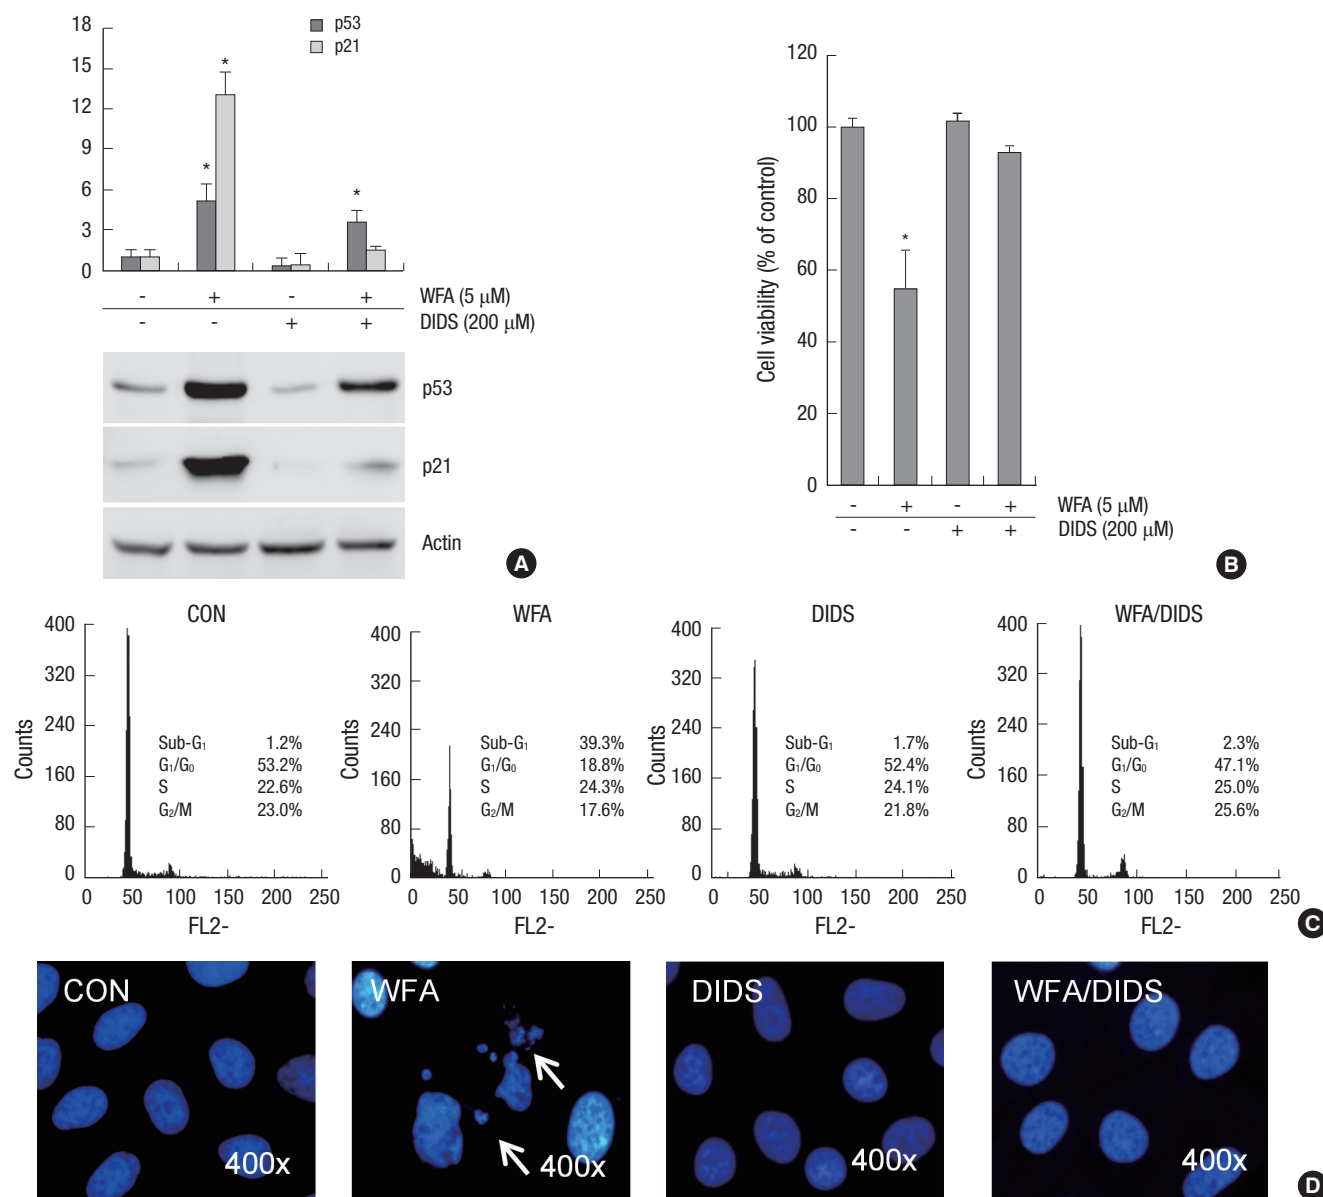 18
15
12
9
6
3
0
p53
p21
*
*
*
- + - + WFA (5 μM)
- - + + DIDS (200 μM)
p53
p21
Actin
A
Cell viability (% of control)
120
100
80
60
40
20
0
*
- + - + WFA (5 μM)
- - + + DIDS (200 μM)
B
CON
Counts
400
320
240
160
80
0
Sub-G₁ 1.2%
G₁/G₀ 53.2%
S 22.6%
G₂/M 23.0%
0 50 100 150 200 250
FL2-
WFA
Counts
400
320
240
160
80
0
Sub-G₁ 39.3%
G₁/G₀ 18.8%
S 24.3%
G₂/M 17.6%
0 50 100 150 200 250
FL2-
DIDS
Counts
400
320
240
160
80
0
Sub-G₁ 1.7%
G₁/G₀ 52.4%
S 24.1%
G₂/M 21.8%
0 50 100 150 200 250
FL2-
WFA/DIDS
Counts
400
320
240
160
80
0
Sub-G₁ 2.3%
G₁/G₀ 47.1%
S 25.0%
G₂/M 25.6%
0 50 100 150 200 250
FL2-
C
CON
400x
WFA
400x
DIDS
400x
WFA/DIDS
400x
D